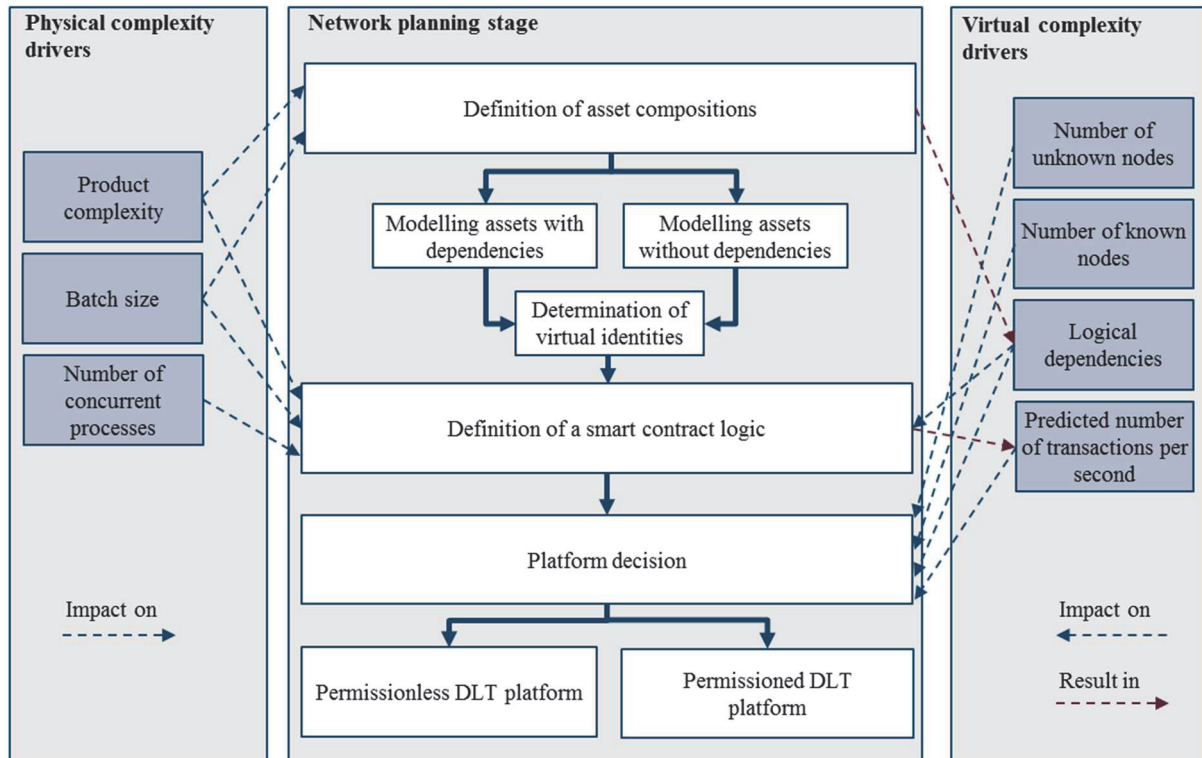 Physical complexity
drivers
Product
complexity
Batch size
Number of
concurrent
processes
Impact on
Network planning stage
Definition of asset compositions
Modelling assets with
dependencies
Modelling assets
without dependencies
Determination of
virtual identities
Definition of a smart contract logic
Platform decision
Permissionless DLT platform
Permissioned DLT
platform
Virtual complexity
drivers
Number of
unknown nodes
Number of known
nodes
Logical
dependencies
Predicted number
of transactions per
second
Impact on
Result in